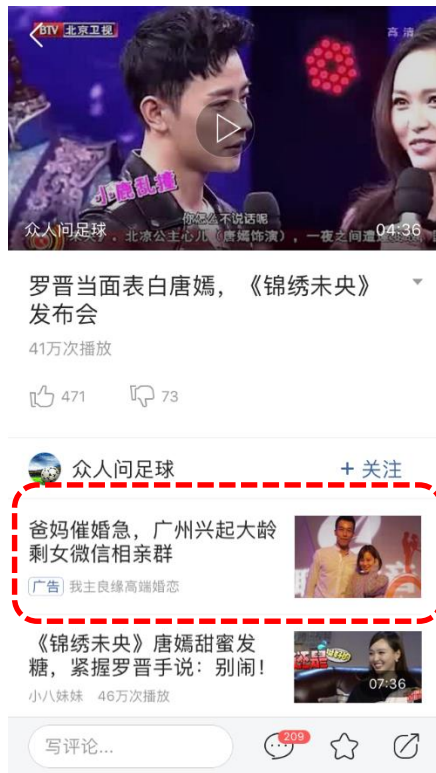 BTV 北京卫视
高清
小鹿乱撞
你怎么不说话呢
众人问足球
北凉公主心儿（唐嫣饰演），一夜之间遭
04:36
罗晋当面表白唐嫣，《锦绣未央》
发布会
41万次播放
471
73
众人问足球
+ 关注
爸妈催婚急，广州兴起大龄
剩女微信相亲群
广告 我主良缘高端婚恋
《锦绣未央》唐嫣甜蜜发
糖，紧握罗晋手说：别闹！
小八妹妹 46万次播放
07:36
写评论...
209